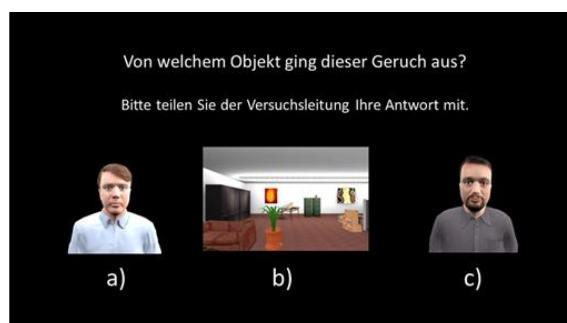 Von welchem Objekt ging dieser Geruch aus?
Bitte teilen Sie der Versuchsleitung Ihre Antwort mit.
a) b) c)